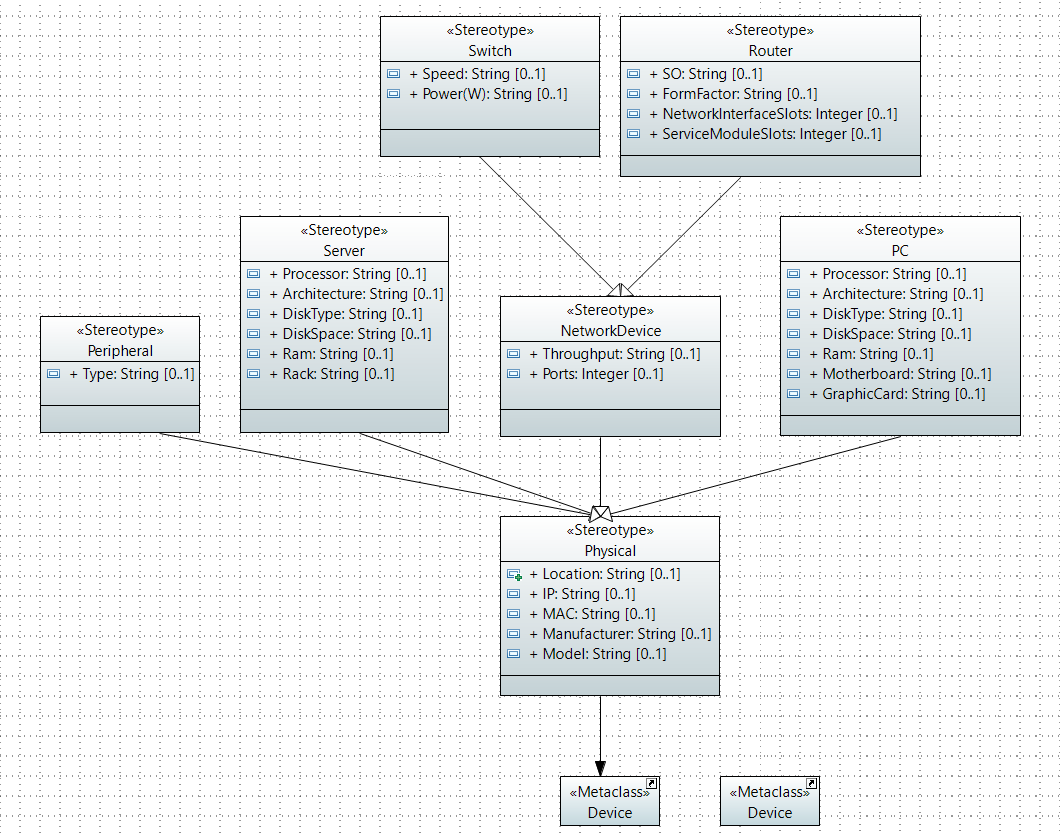 «Stereotype»
Switch
+ Speed: String [0..1]
+ Power(W): String [0..1]
«Stereotype»
Router
+ SO: String [0..1]
+ FormFactor: String [0..1]
+ NetworkInterfaceSlots: Integer [0..1]
+ ServiceModuleSlots: Integer [0..1]
«Stereotype»
Peripheral
+ Type: String [0..1]
«Stereotype»
Server
+ Processor: String [0..1]
+ Architecture: String [0..1]
+ DiskType: String [0..1]
+ DiskSpace: String [0..1]
+ Ram: String [0..1]
+ Rack: String [0..1]
«Stereotype»
NetworkDevice
+ Throughput: String [0..1]
+ Ports: Integer [0..1]
«Stereotype»
PC
+ Processor: String [0..1]
+ Architecture: String [0..1]
+ DiskType: String [0..1]
+ DiskSpace: String [0..1]
+ Ram: String [0..1]
+ Motherboard: String [0..1]
+ GraphicCard: String [0..1]
«Stereotype»
Physical
+ Location: String [0..1]
+ IP: String [0..1]
+ MAC: String [0..1]
+ Manufacturer: String [0..1]
+ Model: String [0..1]
«Metaclass»
Device
«Metaclass»
Device